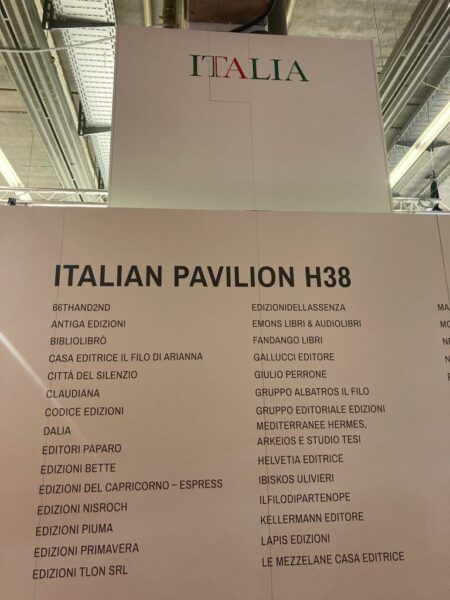 ITALIA
ITALIAN PAVILION H38
66THAND2ND
ANTIGA EDIZIONI
BIBLIOLIBRÒ
CASA EDITRICE IL FILO DI ARIANNA
CITTÀ DEL SILENZIO
CLAUDIANA
CODICE EDIZIONI
DALIA
EDITORI PAPARO
EDIZIONI BETTE
EDIZIONI DEL CAPRICORNO – ESPRESS
EDIZIONI NISROCH
EDIZIONI PIUMA
EDIZIONI PRIMAVERA
EDIZIONI TLON SRL
EDIZIONIDELLASSENZA
EMONS LIBRI & AUDIOLIBRI
FANDANGO LIBRI
GALLUCCI EDITORE
GIULIO PERRONE
GRUPPO ALBATROS IL FILO
GRUPPO EDITORIALE EDIZIONI
MEDITERRANEE HERMES,
ARKEIOS E STUDIO TESI
HELVETIA EDITRICE
IBISKOS ULIVIERI
ILFILODIPARTENOPE
KELLERMANN EDITORE
LAPIS EDIZIONI
LE MEZZELANE CASA EDITRICE